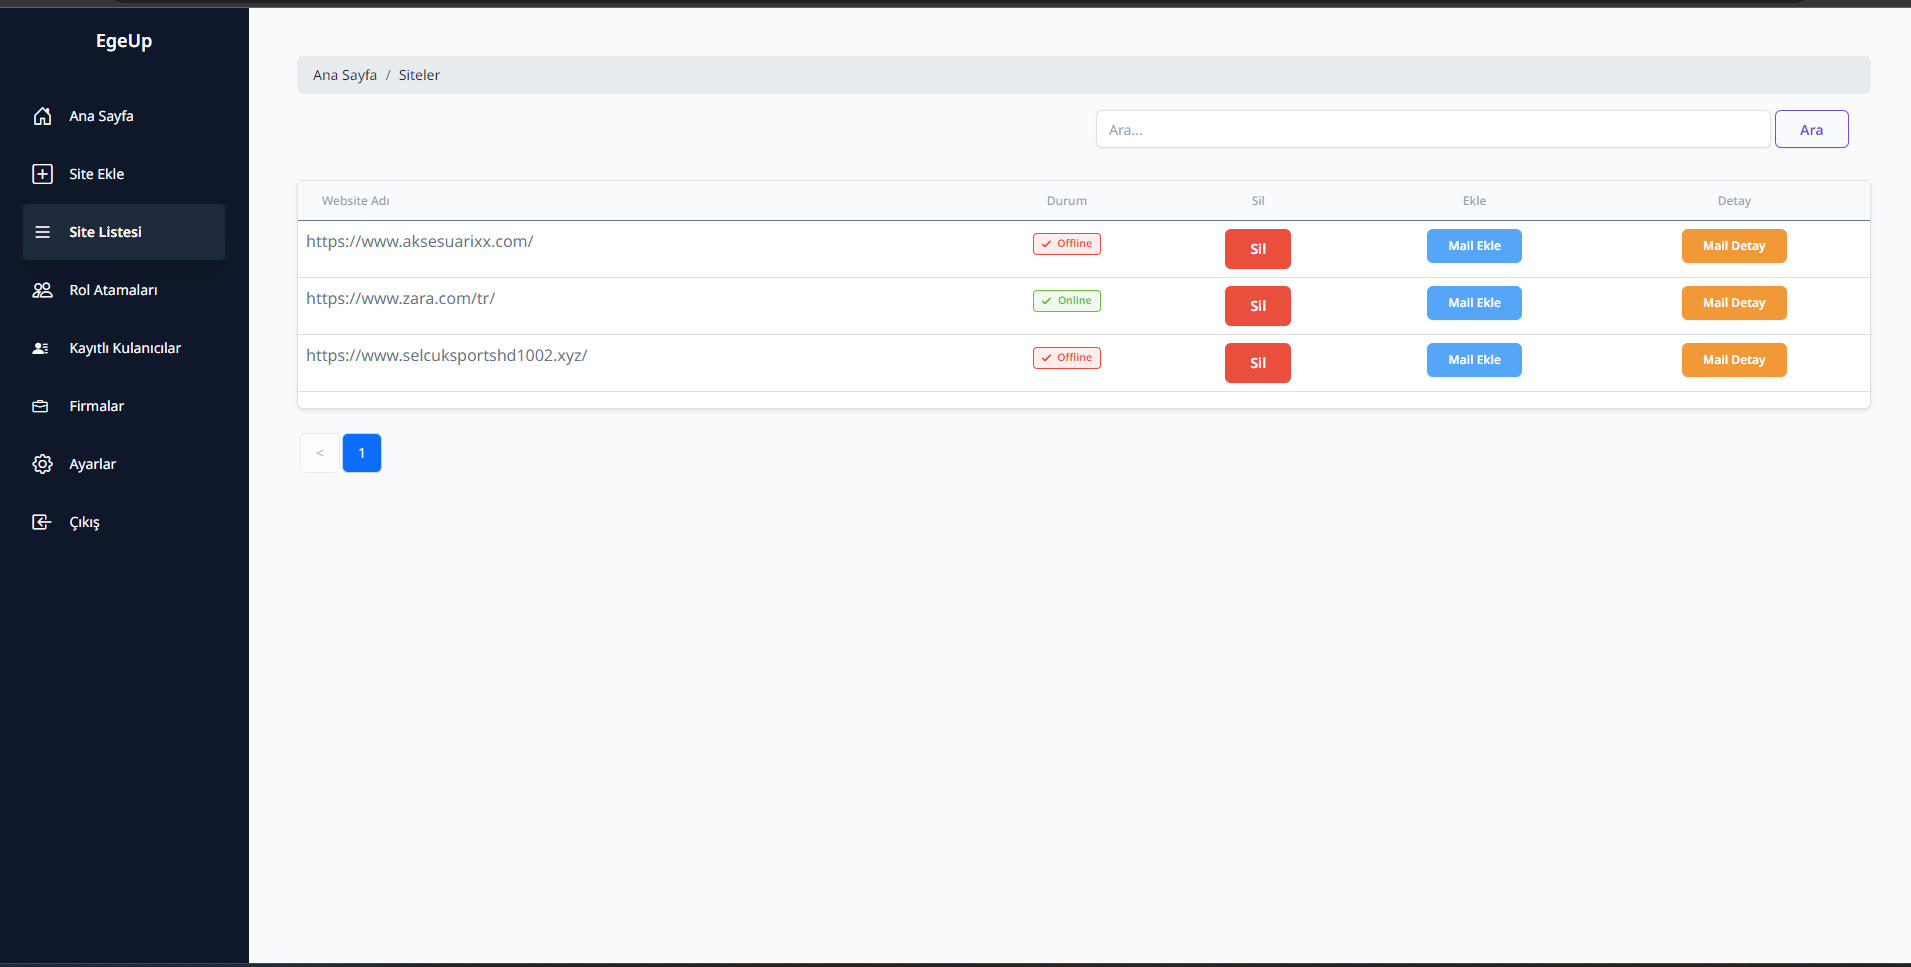 EgeUp
Ana Sayfa
Site Ekle
Site Listesi
Rol Atamaları
Kayıtlı Kulanıcılar
Firmalar
Ayarlar
Çıkış
Ana Sayfa / Siteler
Ara... Ara
Website Adı Durum Sil Ekle Detay
https://www.aksesuarixx.com/ Offline Sil Mail Ekle Mail Detay
https://www.zara.com/tr/ Online Sil Mail Ekle Mail Detay
https://www.selcuksportshd1002.xyz/ Offline Sil Mail Ekle Mail Detay
< 1